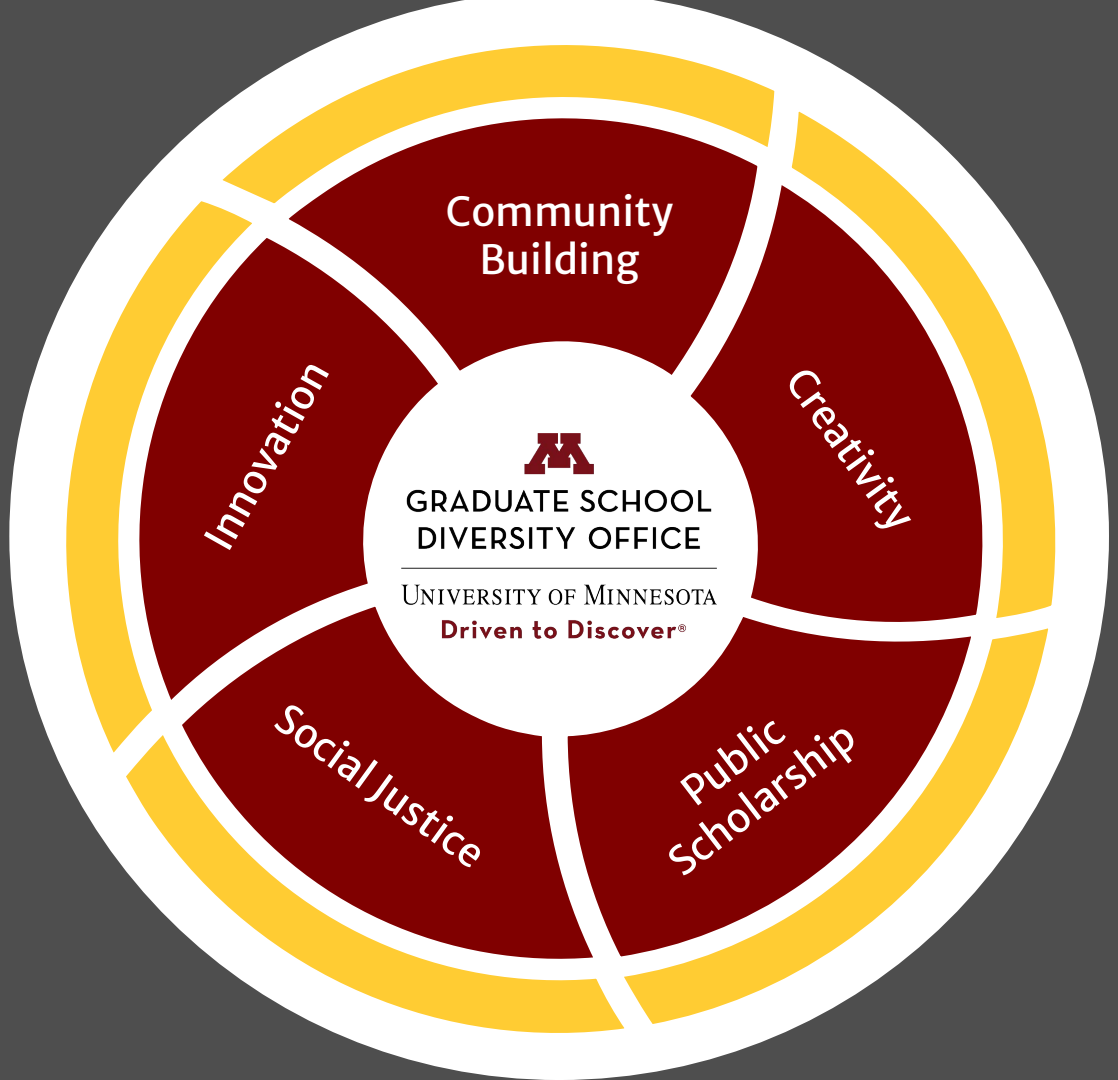 Community
Building
Creativity
Public
Scholarship
Social Justice
Innovation
M
GRADUATE SCHOOL
DIVERSITY OFFICE
UNIVERSITY OF MINNESOTA
Driven to Discover®